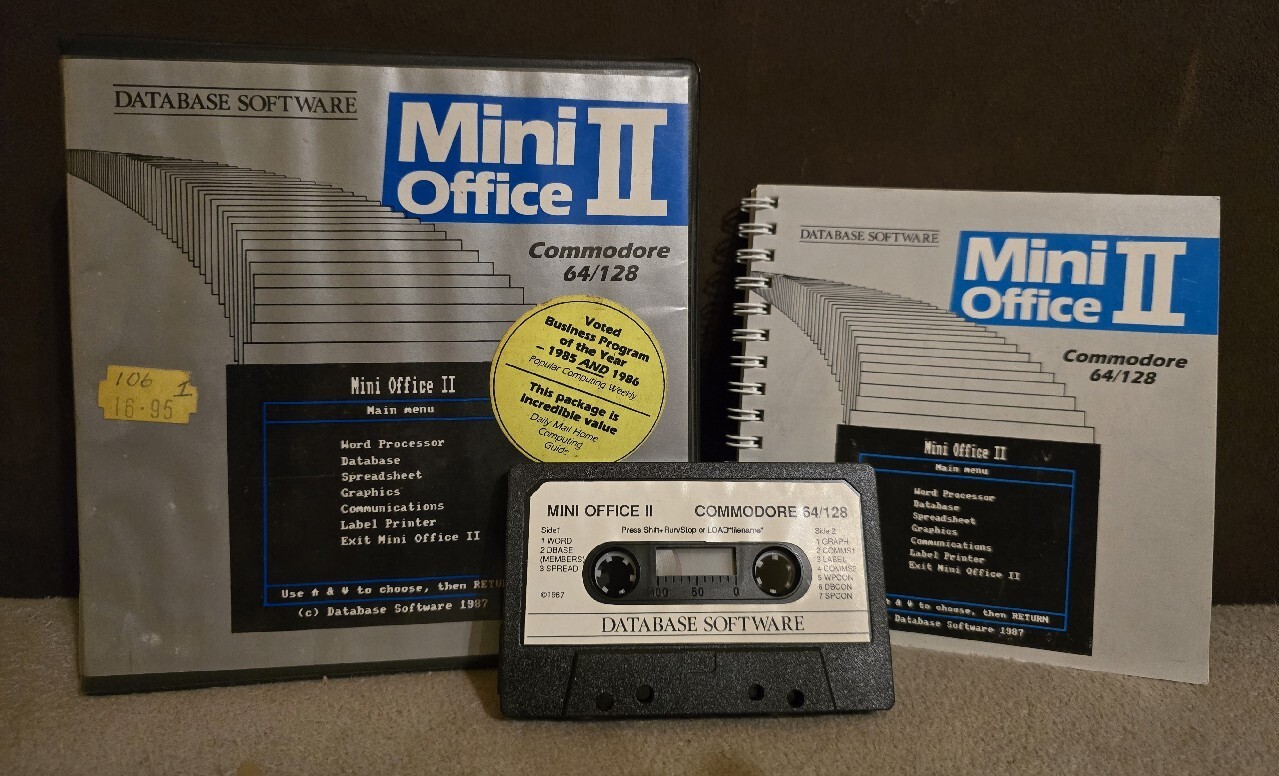 DATABASE SOFTWARE
Mini
Office
II
Commodore
64/128
Voted
Business Program
of the Year
– 1985 AND 1986
Popular Computing Weekly
This package is
incredible value
Daily Mail Home
Computing
Guide
106 1
16·95
Mini Office II
Main menu
Word Processor
Database
Spreadsheet
Graphics
Communications
Label Printer
Exit Mini Office II
Use ⇑ & ⇓ to choose, then RETU
(c) Database Software 1987
MINI OFFICE II COMMODORE 64/128
Press Shift+Run/Stop or LOAD"filename"
Side1
1 WORD
2 DBASE
(MEMBERS)
3 SPREAD
©1987
Side 2
1 GRAPH
2 COMMS1
3 LABEL
4 COMMS2
5 WPCON
6 DBCON
7 SPCON
100 50 0
DATABASE SOFTWARE
DATABASE SOFTWARE
Mini
Office
II
Commodore
64/128
Mini Office II
Main menu
Word Processor
Database
Spreadsheet
Graphics
Communications
Label Printer
Exit Mini Office II
⇑ & ⇓ to choose, then RETURN
Database Software 1987